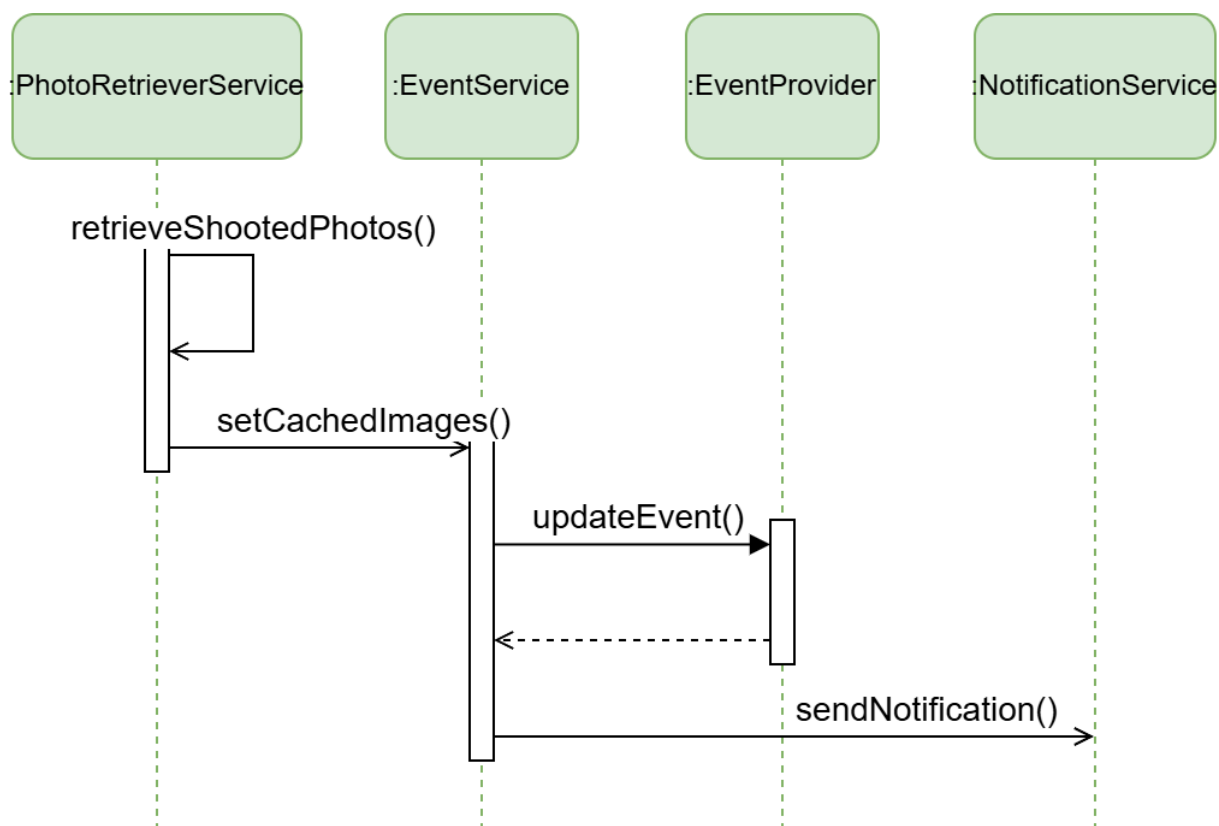 :PhotoRetrieverService
:EventService
:EventProvider
:NotificationService
retrieveShootedPhotos()
setCachedImages()
updateEvent()
sendNotification()